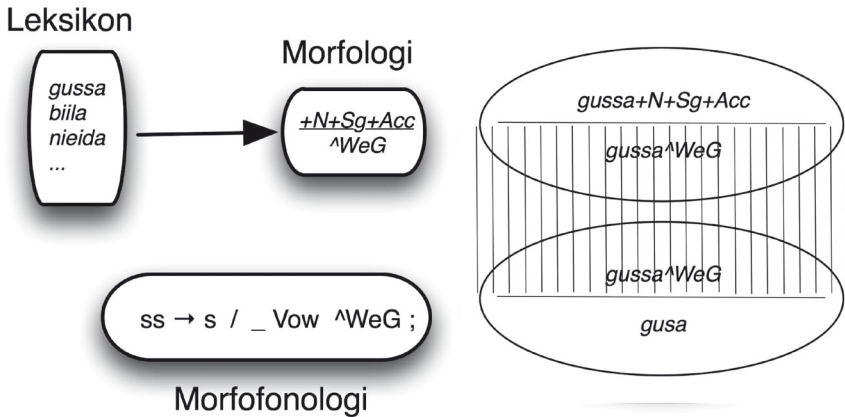 Leksikon
gussa
biila
nieida
...
Morfologi
+N+Sg+Acc
^WeG
ss → s / _ Vow ^WeG ;
Morfofonologi
gussa+N+Sg+Acc
gussa^WeG
gussa^WeG
gusa